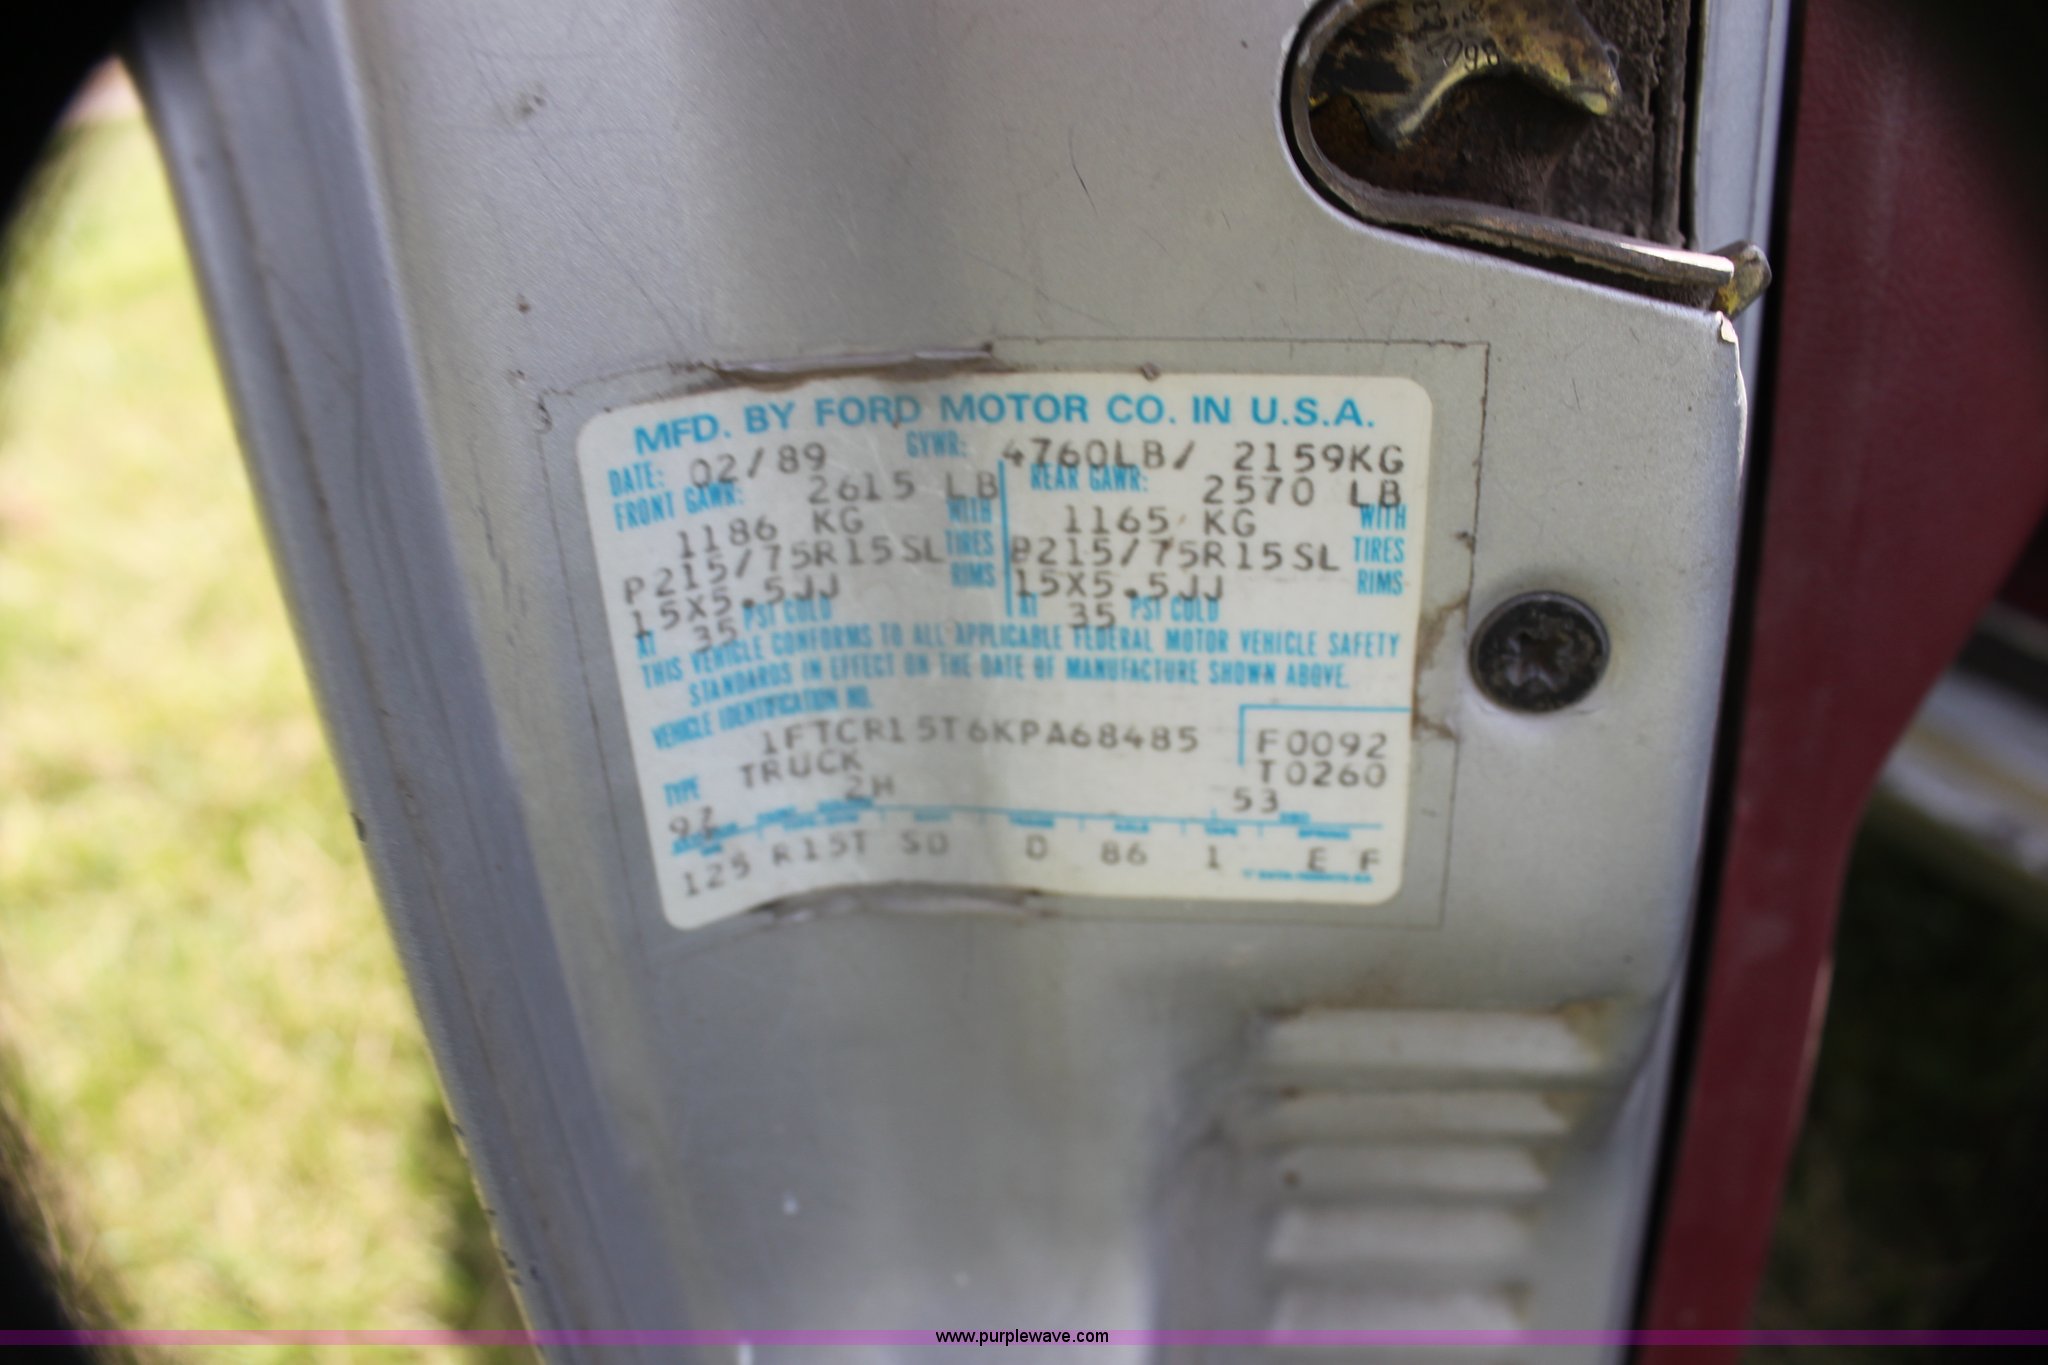 860
MFD. BY FORD MOTOR CO. IN U.S.A.
DATE: 02/89 GVWR: 4760LB/ 2159KG
FRONT GAWR: 2615 LB REAR GAWR: 2570 LB
1186 KG WITH 1165 KG WITH
P215/75R15SL TIRES P215/75R15SL TIRES
15X5.5JJ RIMS 15X5.5JJ RIMS
AT 35 PSI COLD AT 35 PSI COLD
THIS VEHICLE CONFORMS TO ALL APPLICABLE FEDERAL MOTOR VEHICLE SAFETY
STANDARDS IN EFFECT ON THE DATE OF MANUFACTURE SHOWN ABOVE.
VEHICLE IDENTIFICATION NO.
1FTCR15T6KPA68485 F0092
TYPE TRUCK T0260
9Z 2H 53
125 R15T SD D 86 1 E F
www.purplewave.com